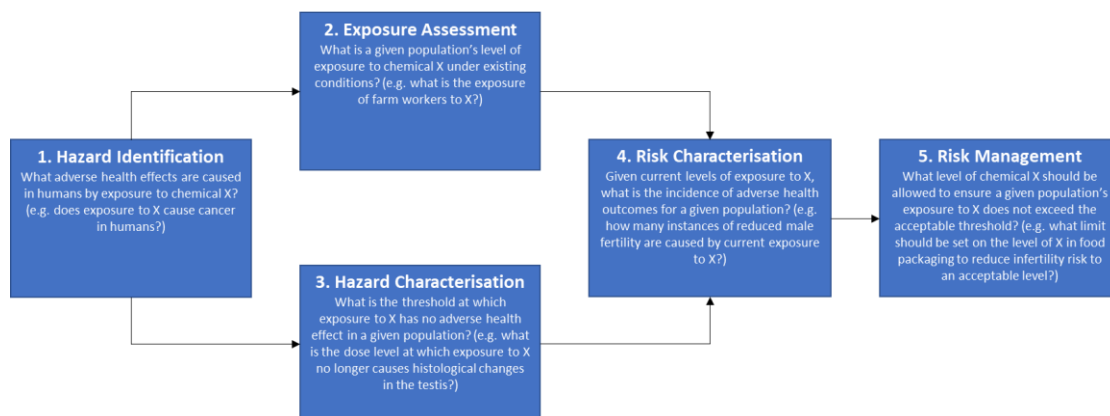 2. Exposure Assessment
What is a given population's level of
exposure to chemical X under existing
conditions? (e.g. what is the exposure
of farm workers to X?)
1. Hazard Identification
What adverse health effects are caused
in humans by exposure to chemical X?
(e.g. does exposure to X cause cancer
in humans?)
3. Hazard Characterisation
What is the threshold at which
exposure to X has no adverse health
effect in a given population? (e.g. what
is the dose level at which exposure to X
no longer causes histological changes
in the testis?)
4. Risk Characterisation
Given current levels of exposure to X,
what is the incidence of adverse health
outcomes for a given population? (e.g.
how many instances of reduced male
fertility are caused by current exposure
to X?)
5. Risk Management
What level of chemical X should be
allowed to ensure a given population's
exposure to X does not exceed the
acceptable threshold? (e.g. what limit
should be set on the level of X in food
packaging to reduce infertility risk to
an acceptable level?)